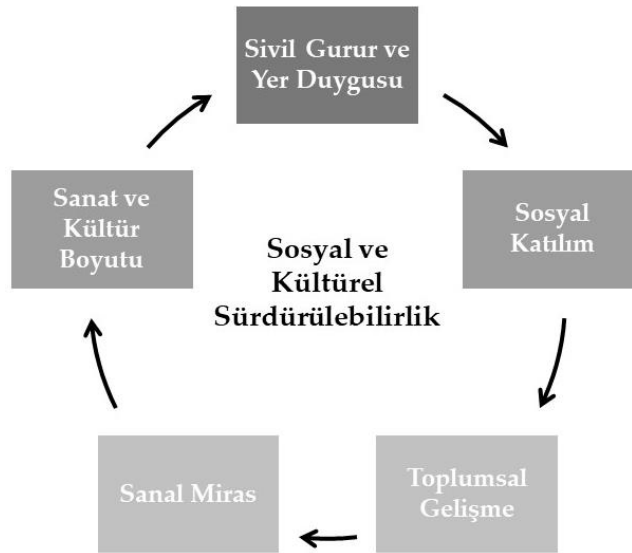 Sivil Gurur ve
Yer Duygusu
Sosyal
Katılım
Toplumsal
Gelişme
Sanal Miras
Sanat ve
Kültür
Boyutu
Sosyal ve
Kültürel
Sürdürülebilirlik